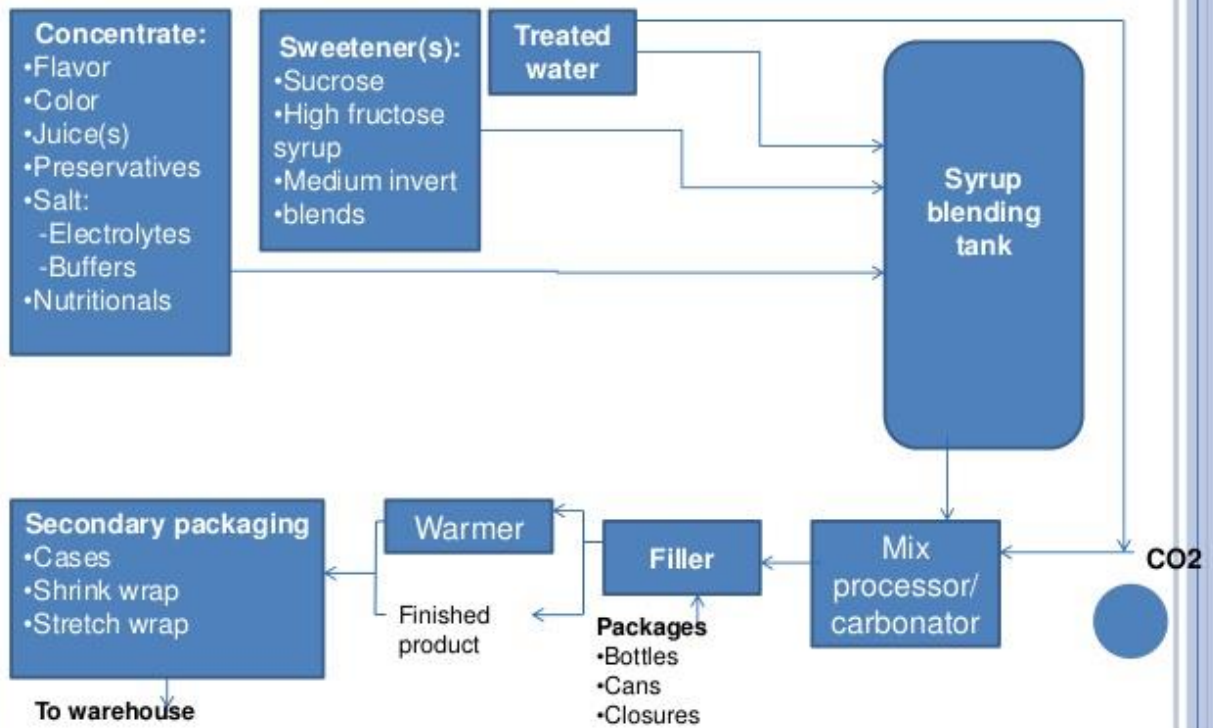 Concentrate:
•Flavor
•Color
•Juice(s)
•Preservatives
•Salt:
-Electrolytes
-Buffers
•Nutritionals
Sweetener(s):
•Sucrose
•High fructose
syrup
•Medium invert
•blends
Treated
water
Syrup
blending
tank
CO2
Mix
processor/
carbonator
Filler
Packages
•Bottles
•Cans
•Closures
Warmer
Finished
product
Secondary packaging
•Cases
•Shrink wrap
•Stretch wrap
To warehouse